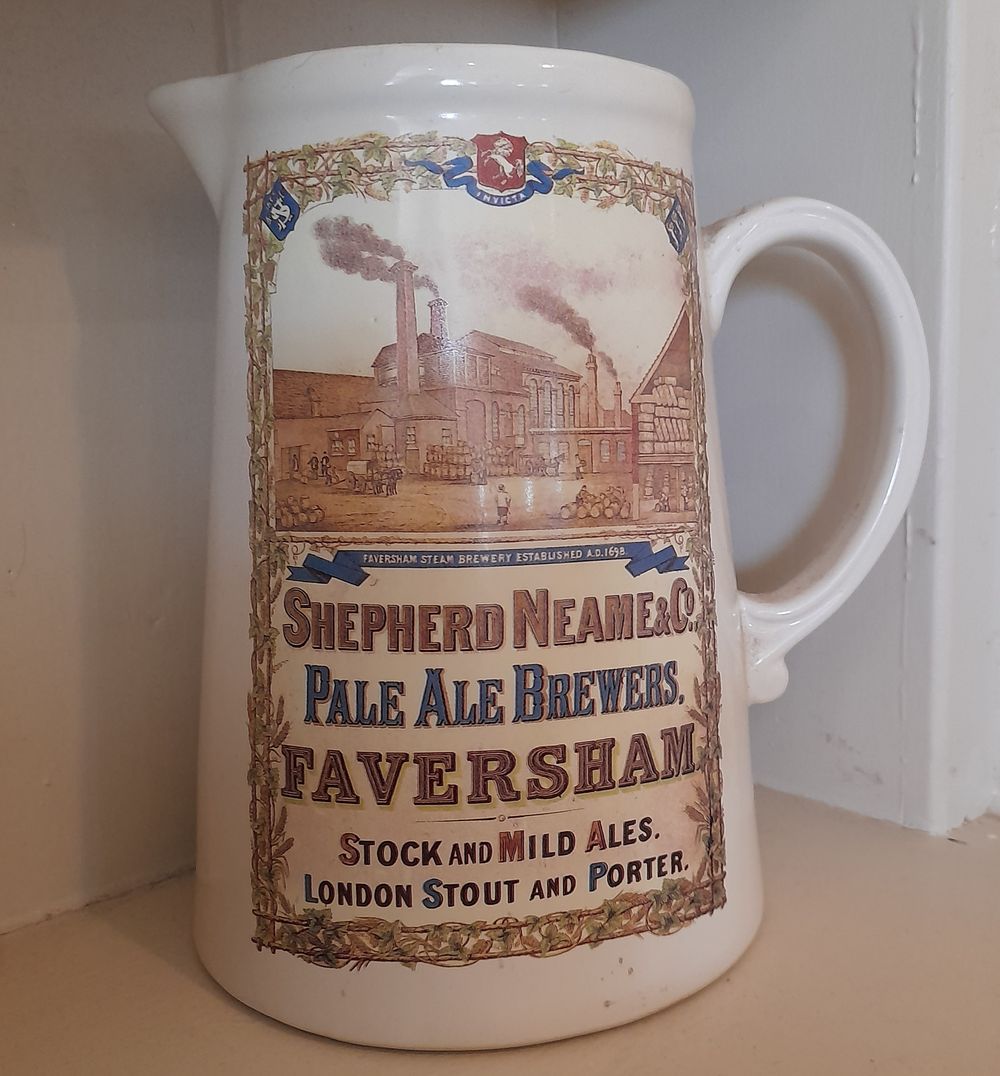 INVICTA
FAVERSHAM STEAM BREWERY ESTABLISHED A.D.1698.
SHEPHERD NEAME & Co.
PALE ALE BREWERS.
FAVERSHAM.
STOCK AND MILD ALES.
LONDON STOUT AND PORTER.